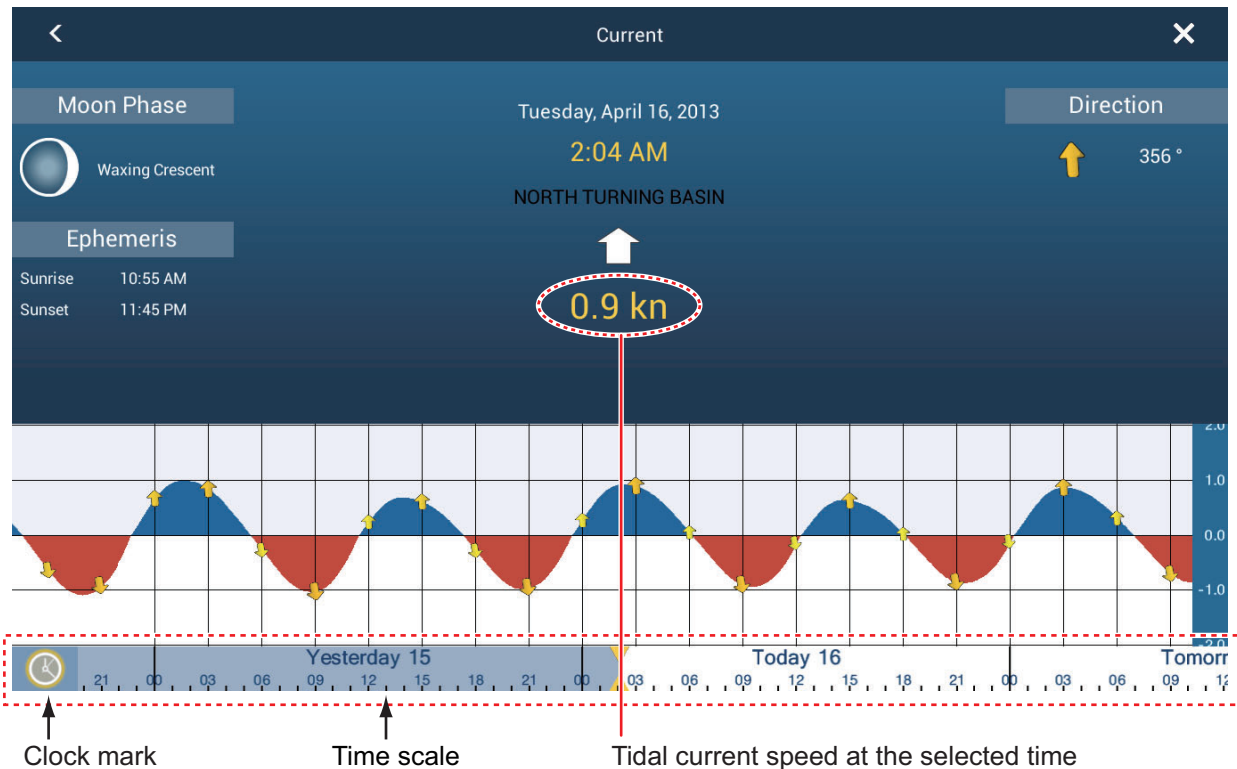 Current
Moon Phase
Waxing Crescent
Ephemeris
Sunrise 10:55 AM
Sunset 11:45 PM
Tuesday, April 16, 2013
2:04 AM
NORTH TURNING BASIN
0.9 kn
Direction
356 °
2.0
1.0
0.0
-1.0
-2.0
Yesterday 15 Today 16 Tomorr
21 00 03 06 09 12 15 18 21 00 03 06 09 12 15 18 21 00 03 06 09 12
Clock mark Time scale Tidal current speed at the selected time